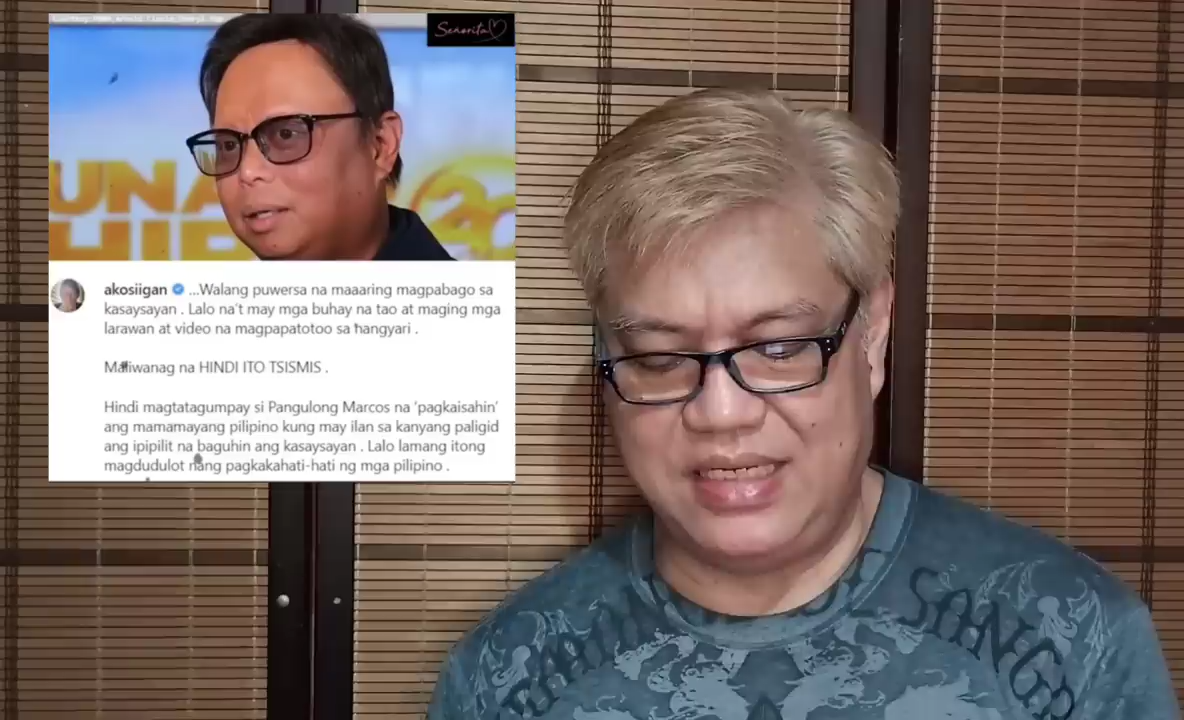 Señorita
UNA
HIR
20
akosiigan ...Walang puwersa na maaaring magpabago sa
kasaysayan . Lalo na't may mga buhay na tao at maging mga
larawan at video na magpapatotoo sa nangyari .
Maliwanag na HINDI ITO TSISMIS .
Hindi magtatagumpay si Pangulong Marcos na 'pagkaisahin'
ang mamamayang pilipino kung may ilan sa kanyang paligid
ang ipipilit na baguhin ang kasaysayan . Lalo lamang itong
magdudulot nang pagkakahati-hati ng mga pilipino .